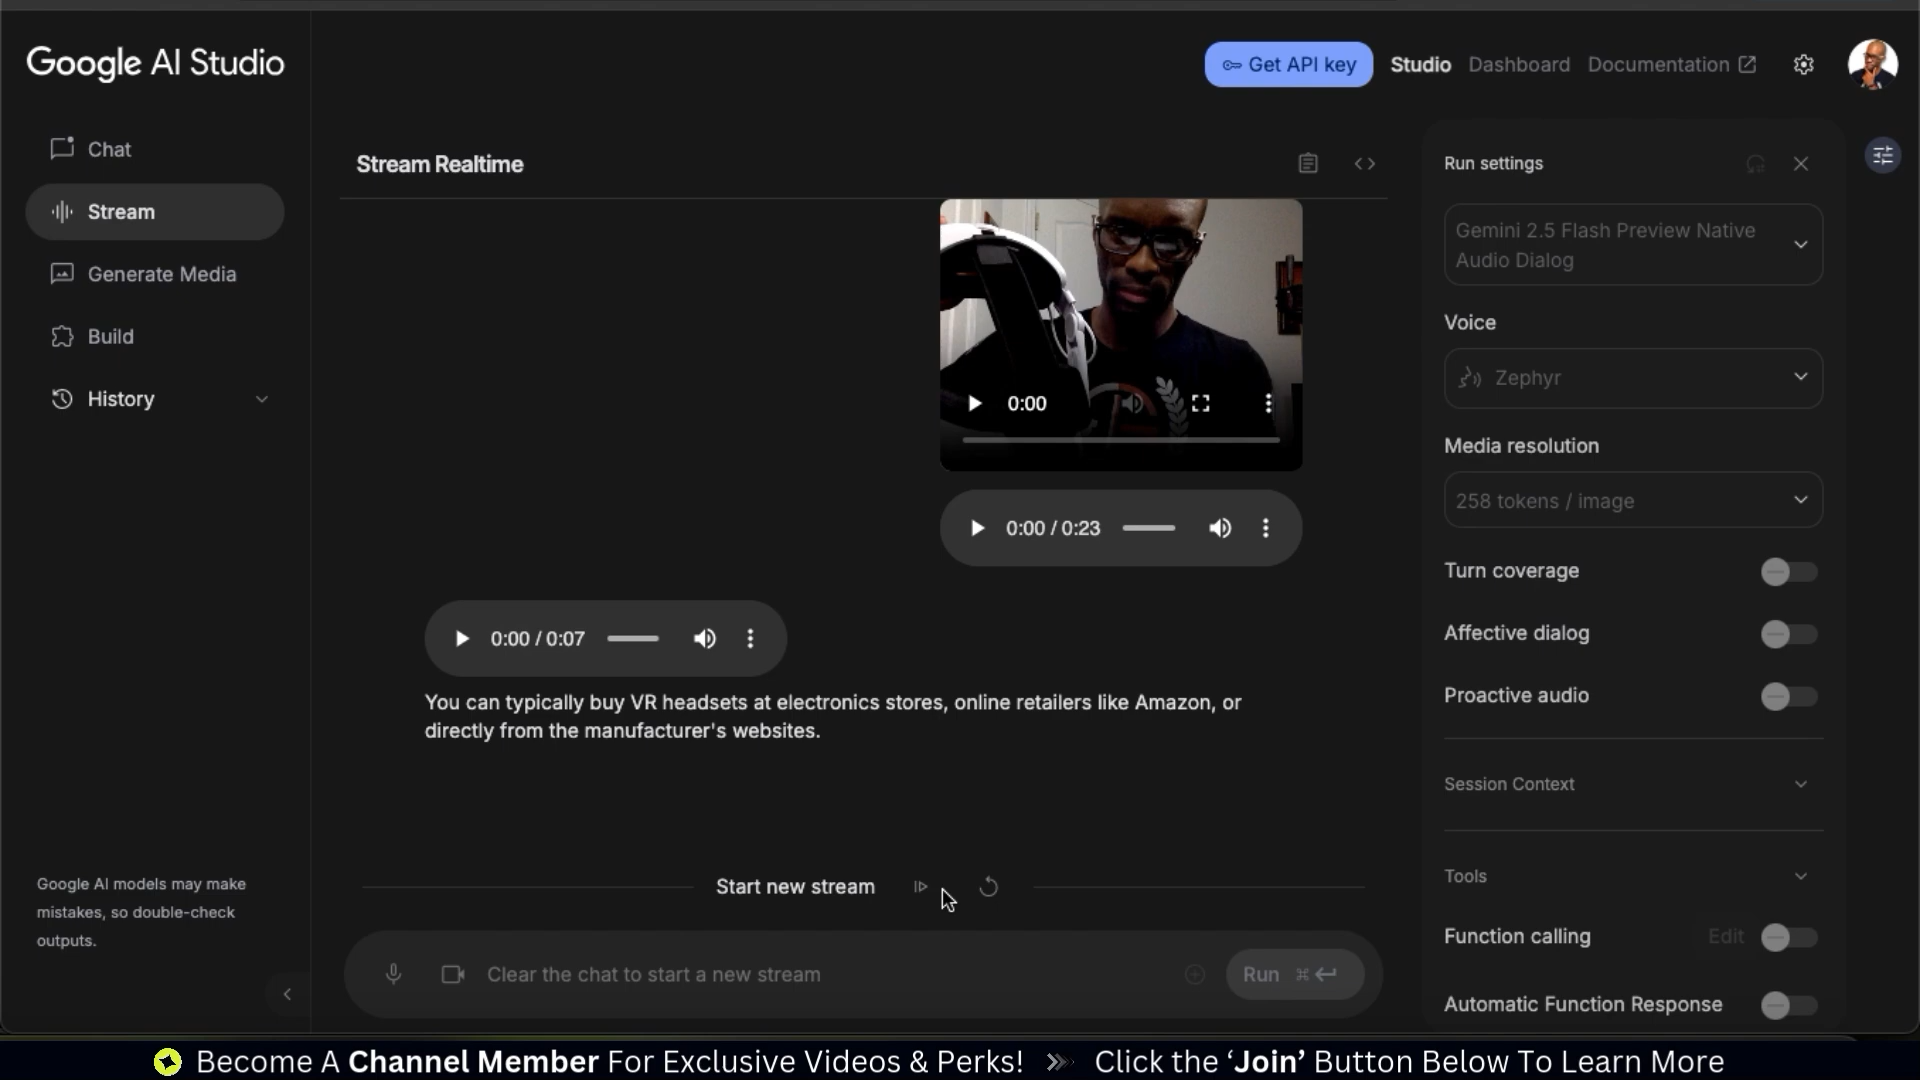 Google AI Studio
Get API key
Studio
Dashboard
Documentation
Chat
Stream
Generate Media
Build
History
Google AI models may make
mistakes, so double-check
outputs.
Stream Realtime
0:00
0:00 / 0:23
0:00 / 0:07
You can typically buy VR headsets at electronics stores, online retailers like Amazon, or
directly from the manufacturer's websites.
Start new stream
Clear the chat to start a new stream
Run ⌘
Run settings
Gemini 2.5 Flash Preview Native
Audio Dialog
Voice
Zephyr
Media resolution
258 tokens / image
Turn coverage
Affective dialog
Proactive audio
Session Context
Tools
Function calling
Edit
Automatic Function Response
Become A Channel Member For Exclusive Videos & Perks! Click the ‘Join’ Button Below To Learn More